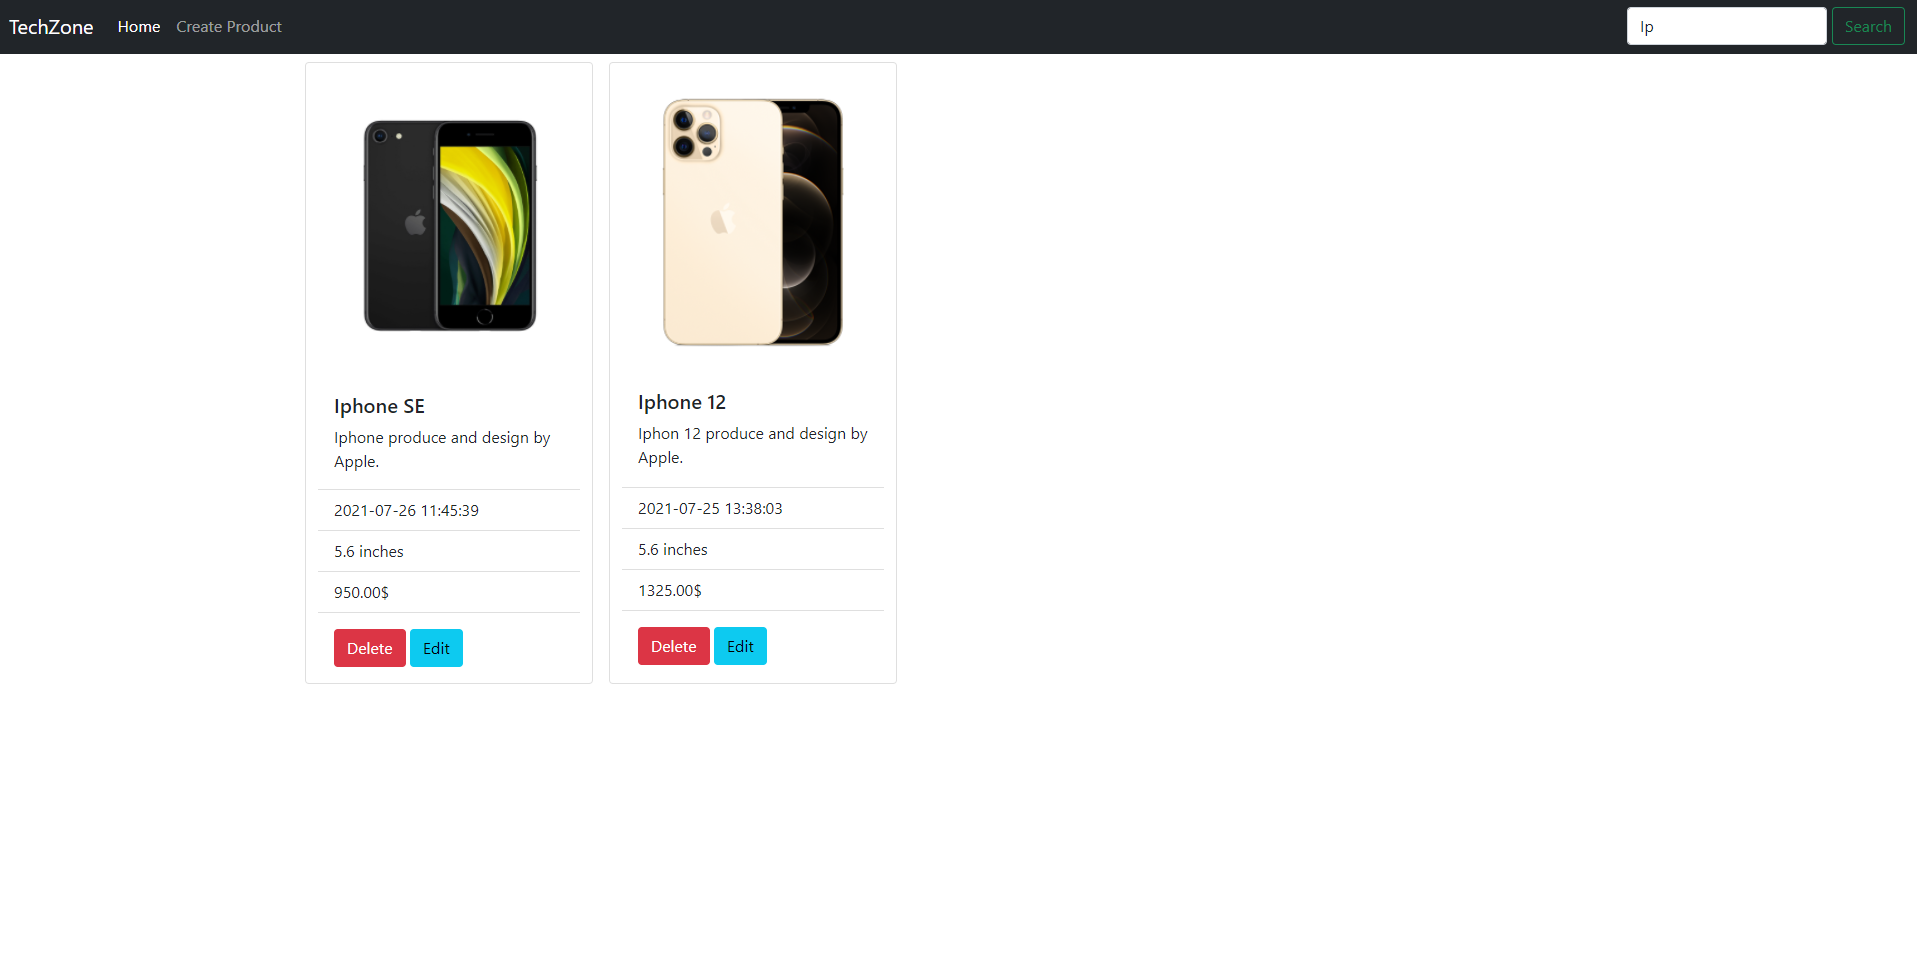 TechZone Home Create Product Ip Search
Iphone SE
Iphone produce and design by
Apple.
2021-07-26 11:45:39
5.6 inches
950.00$
Delete Edit
Iphone 12
Iphon 12 produce and design by
Apple.
2021-07-25 13:38:03
5.6 inches
1325.00$
Delete Edit